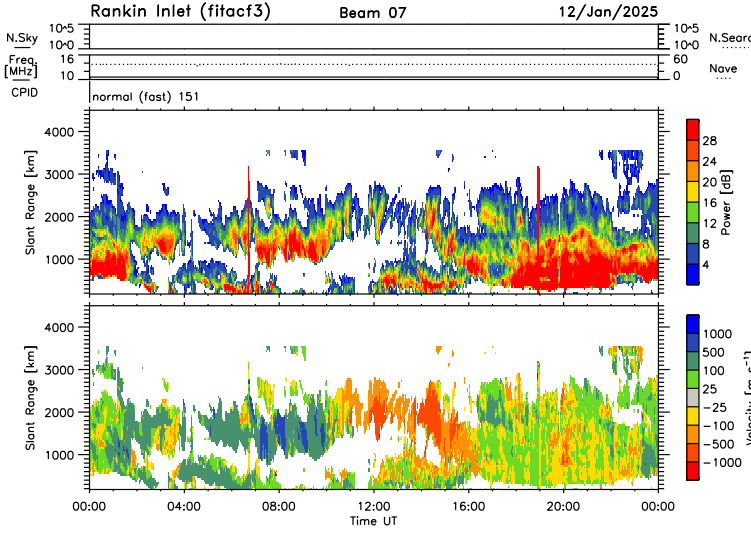 Rankin Inlet (fitacf3) Beam 07 12/Jan/2025
10^5 10^5
N.Sky N.Searc
10^0 10^0
Freq. 16 60
[MHz] Nave
10 0
CPID normal (fast) 151
4000
3000
2000
1000
Slant Range [km]
28
24
20
16
12
8
4
Power [dB]
4000
3000
2000
1000
Slant Range [km]
1000
500
100
25
-25
-100
-500
-1000
Velocity [m s^-1]
00:00 04:00 08:00 12:00 16:00 20:00 00:00
Time UT